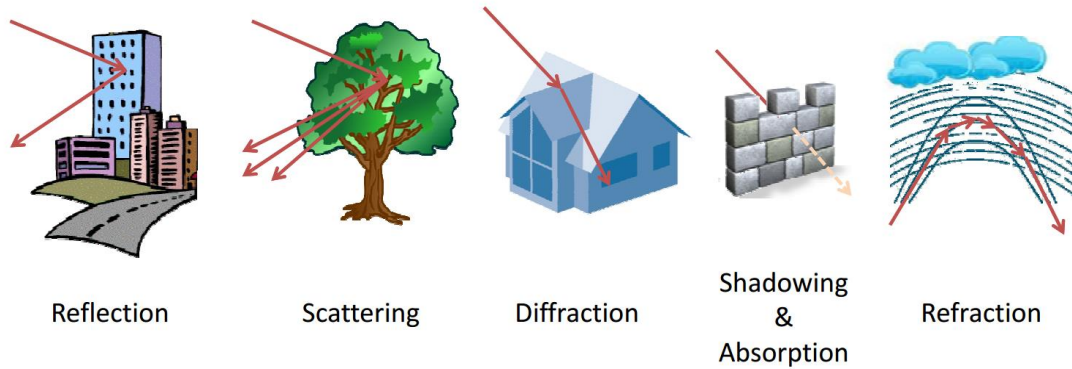 Reflection
Scattering
Diffraction
Shadowing
&
Absorption
Refraction